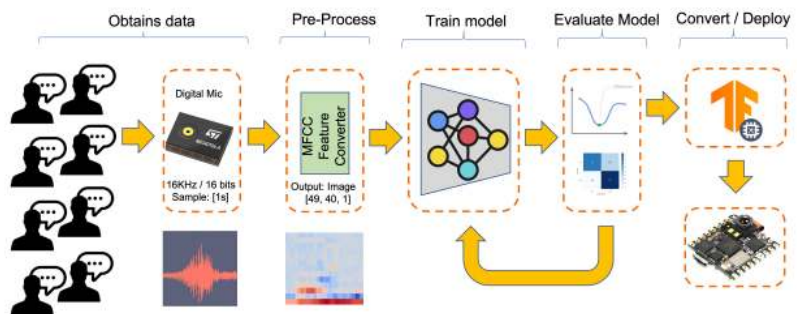 Obtains data
Pre-Process
Train model
Evaluate Model
Convert / Deploy
Digital Mic
16KHz / 16 bits
Sample: [1s]
MFCC
Feature
Converter
Output: Image
[49, 40, 1]